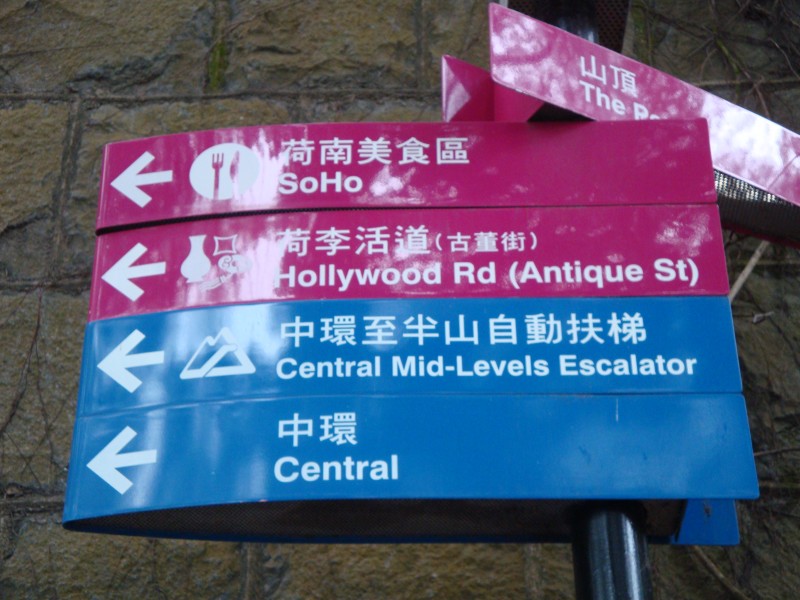 山頂
The
荷南美食區
SoHo
荷李活道(古董街)
Hollywood Rd (Antique St)
中環至半山自動扶梯
Central Mid-Levels Escalator
中環
Central